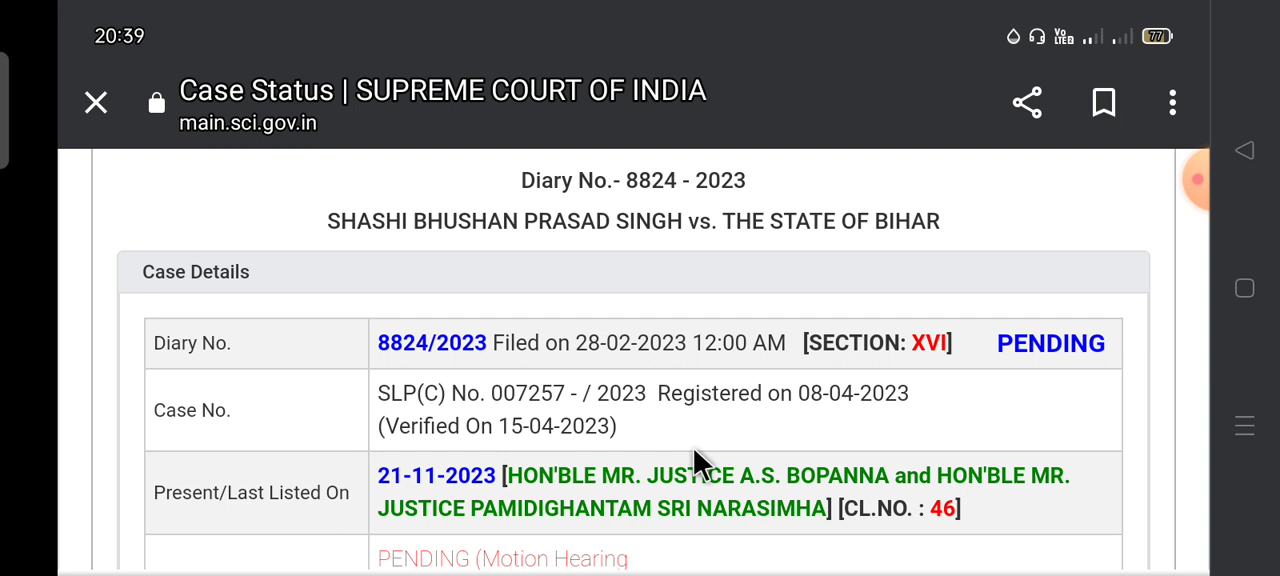 20:39
Vo
LTE2
77
Case Status | SUPREME COURT OF INDIA
main.sci.gov.in
Diary No.- 8824 - 2023
SHASHI BHUSHAN PRASAD SINGH vs. THE STATE OF BIHAR
Case Details
Diary No.
8824/2023 Filed on 28-02-2023 12:00 AM [SECTION: XVI] PENDING
Case No.
SLP(C) No. 007257 - / 2023 Registered on 08-04-2023
(Verified On 15-04-2023)
Present/Last Listed On
21-11-2023 [HON'BLE MR. JUSTICE A.S. BOPANNA and HON'BLE MR.
JUSTICE PAMIDIGHANTAM SRI NARASIMHA] [CL.NO. : 46]
PENDING (Motion Hearing